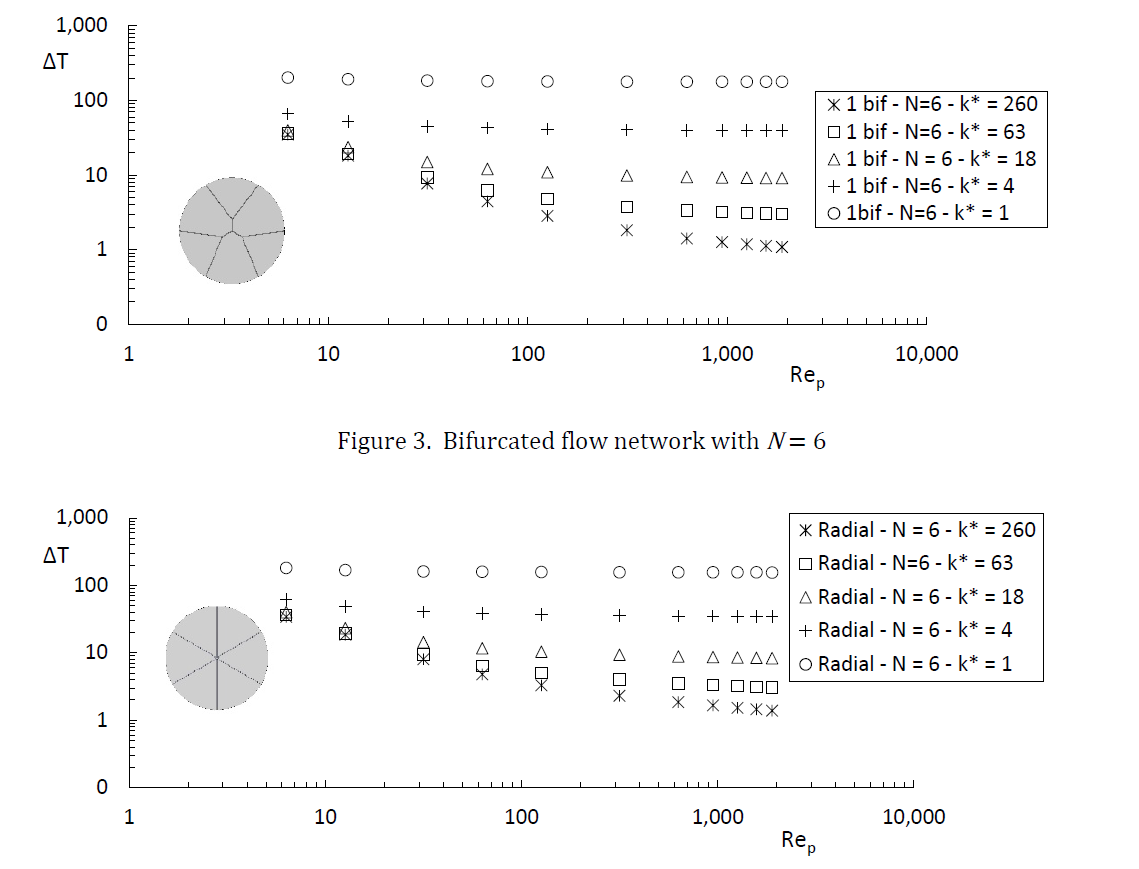 1,000
ΔT
100
10
1
0
1 10 100 1,000 10,000
Re_p
1 bif - N=6 - k* = 260
1 bif - N=6 - k* = 63
1 bif - N = 6 - k* = 18
1 bif - N=6 - k* = 4
1bif - N=6 - k* = 1
Figure 3. Bifurcated flow network with N = 6
1,000
ΔT
100
10
1
0
1 10 100 1,000 10,000
Re_p
Radial - N = 6 - k* = 260
Radial - N=6 - k* = 63
Radial - N = 6 - k* = 18
Radial - N = 6 - k* = 4
Radial - N = 6 - k* = 1